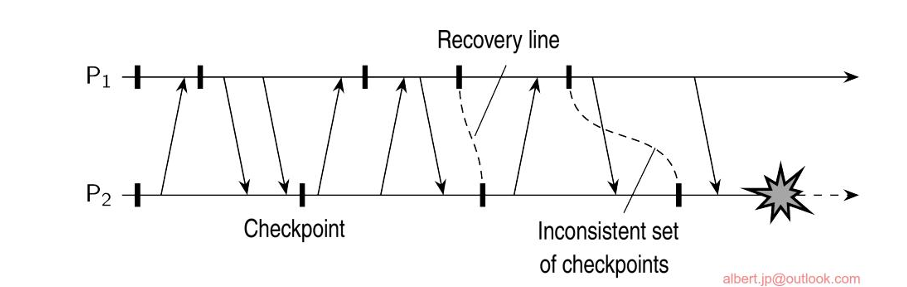 Recovery line
P1
P2
Checkpoint
Inconsistent set
of checkpoints
albert.jp@outlook.com